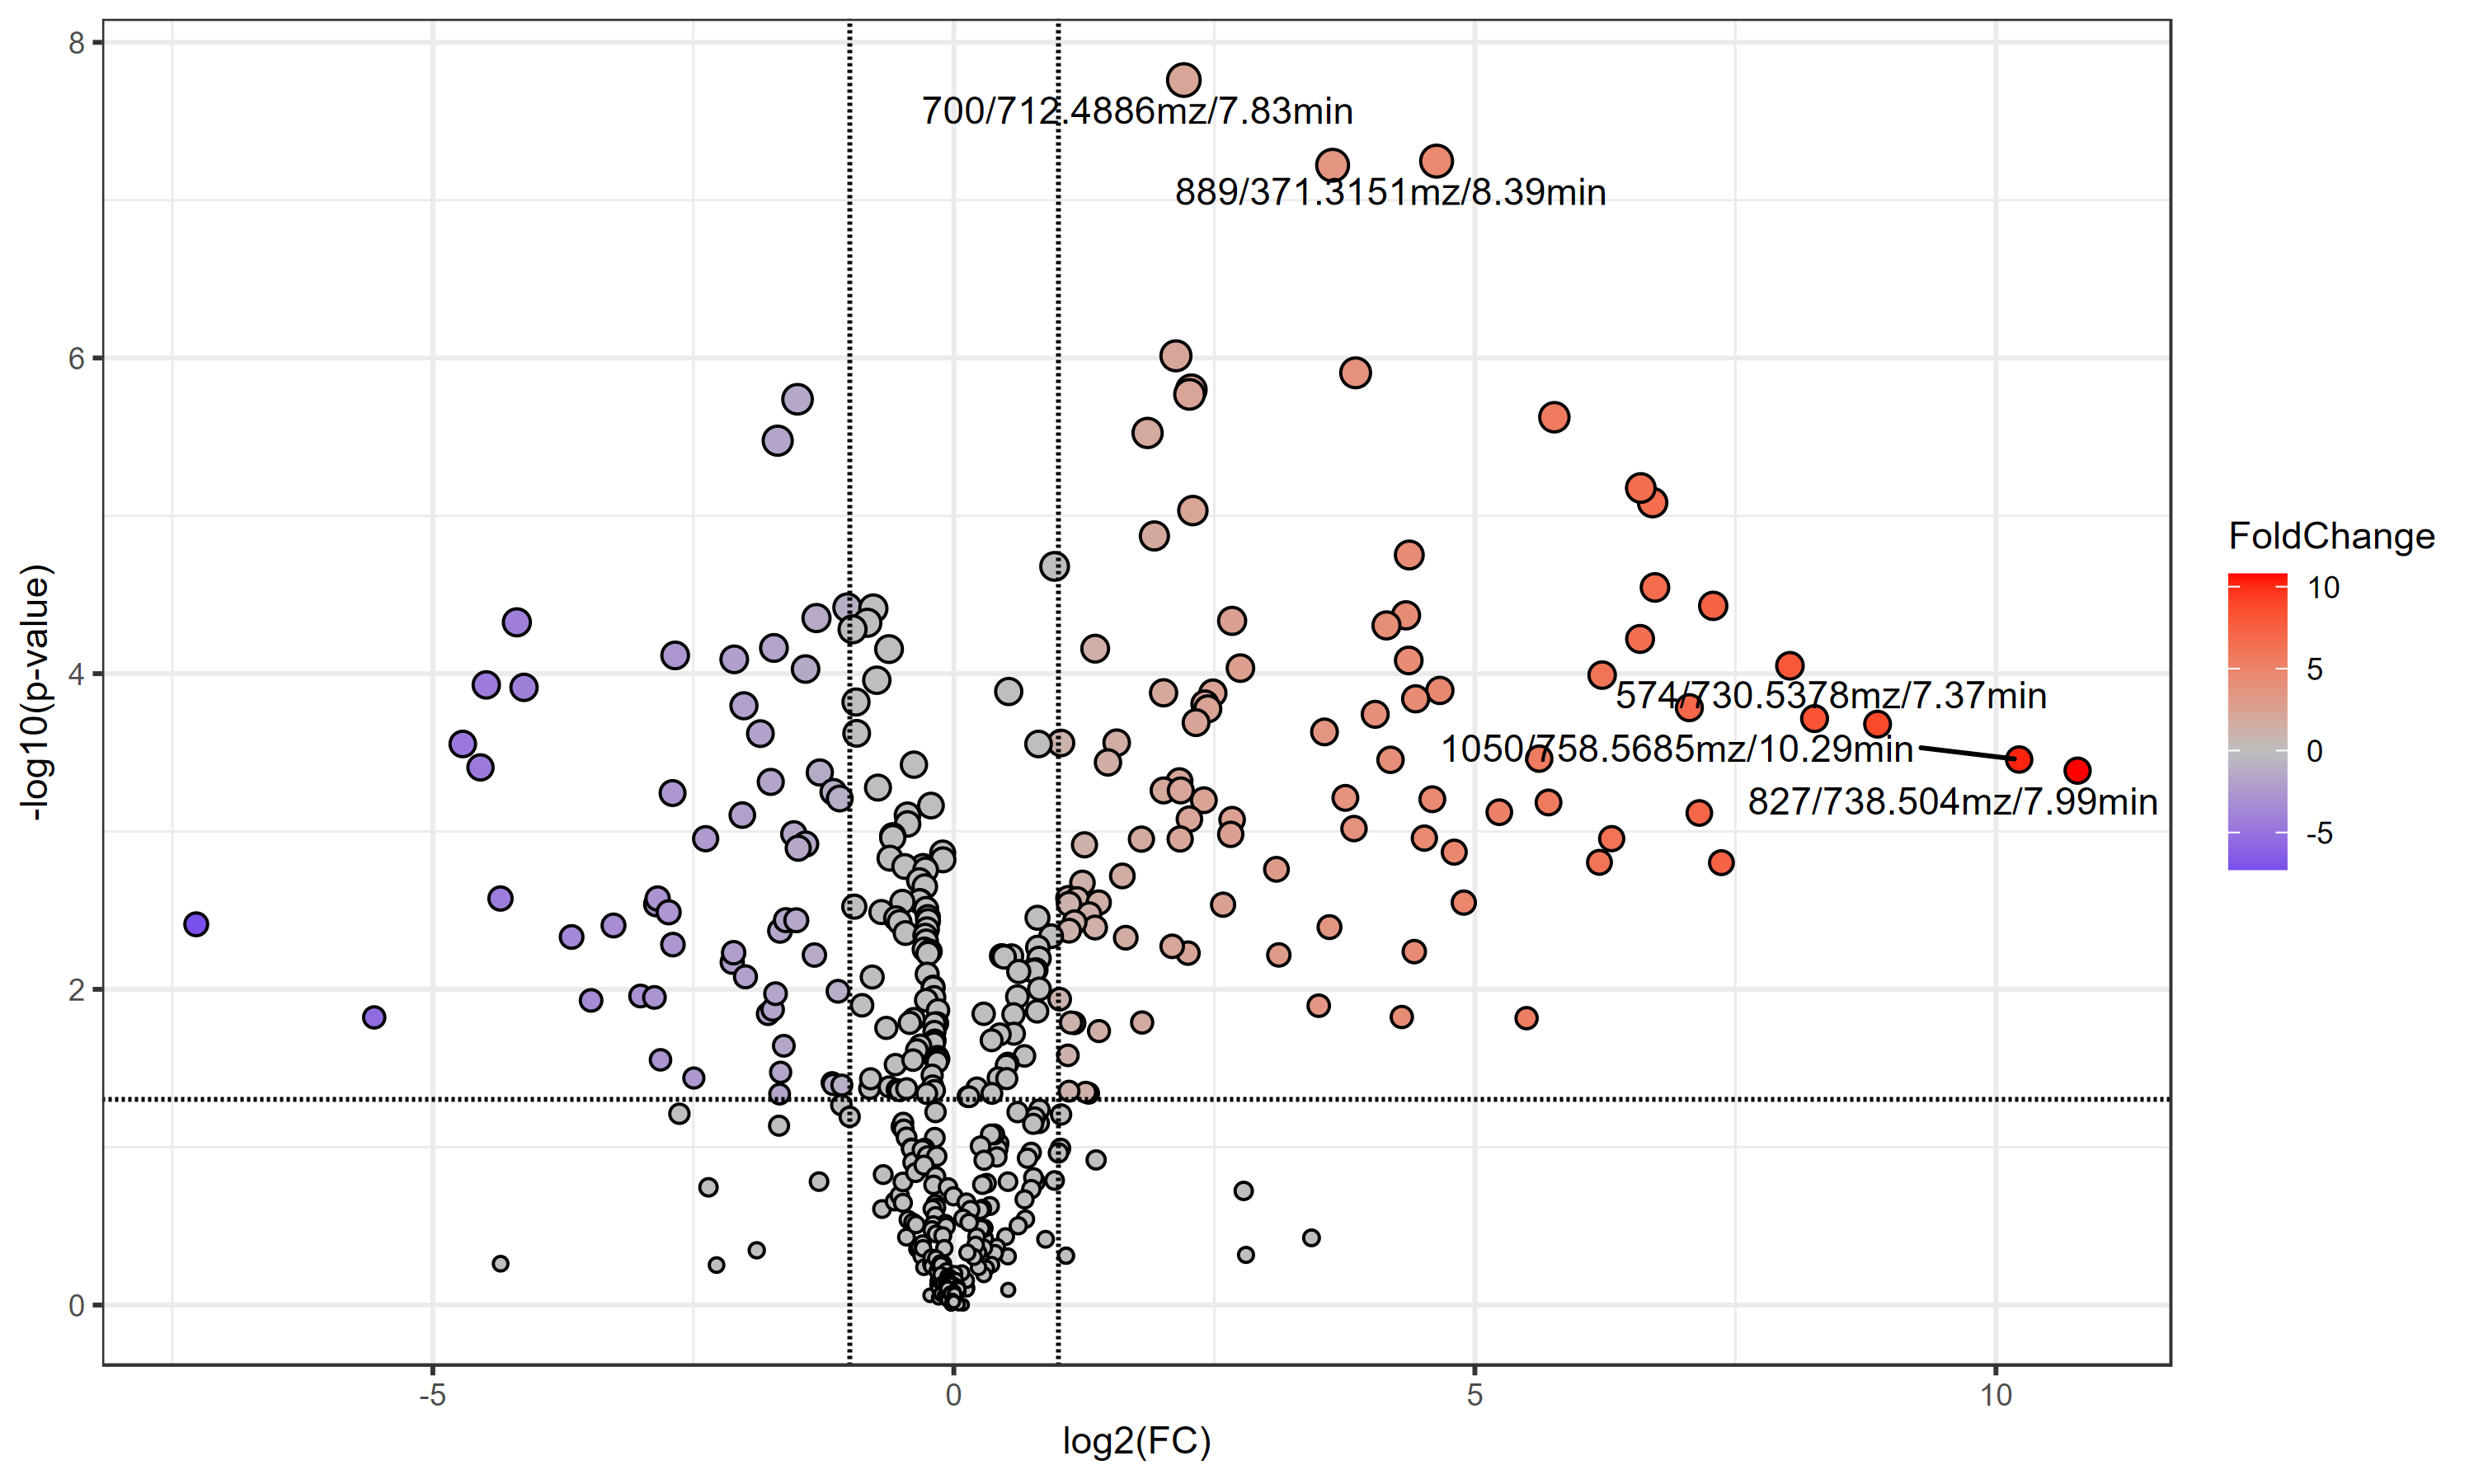 8
700/712.4886mz/7.83min
889/371.3151mz/8.39min
6
FoldChange
10
5
0
-5
4
574/730.5378mz/7.37min
1050/758.5685mz/10.29min
827/738.504mz/7.99min
-log10(p-value)
2
0
-5
0
5
10
log2(FC)